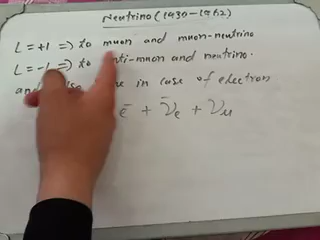 Neutrino (1930-1962)
L = +1 => to muon and muon-neutrino
L = -1 => to anti-muon and neutrino.
and in case of electron
e̅ + ν̅e + νμ